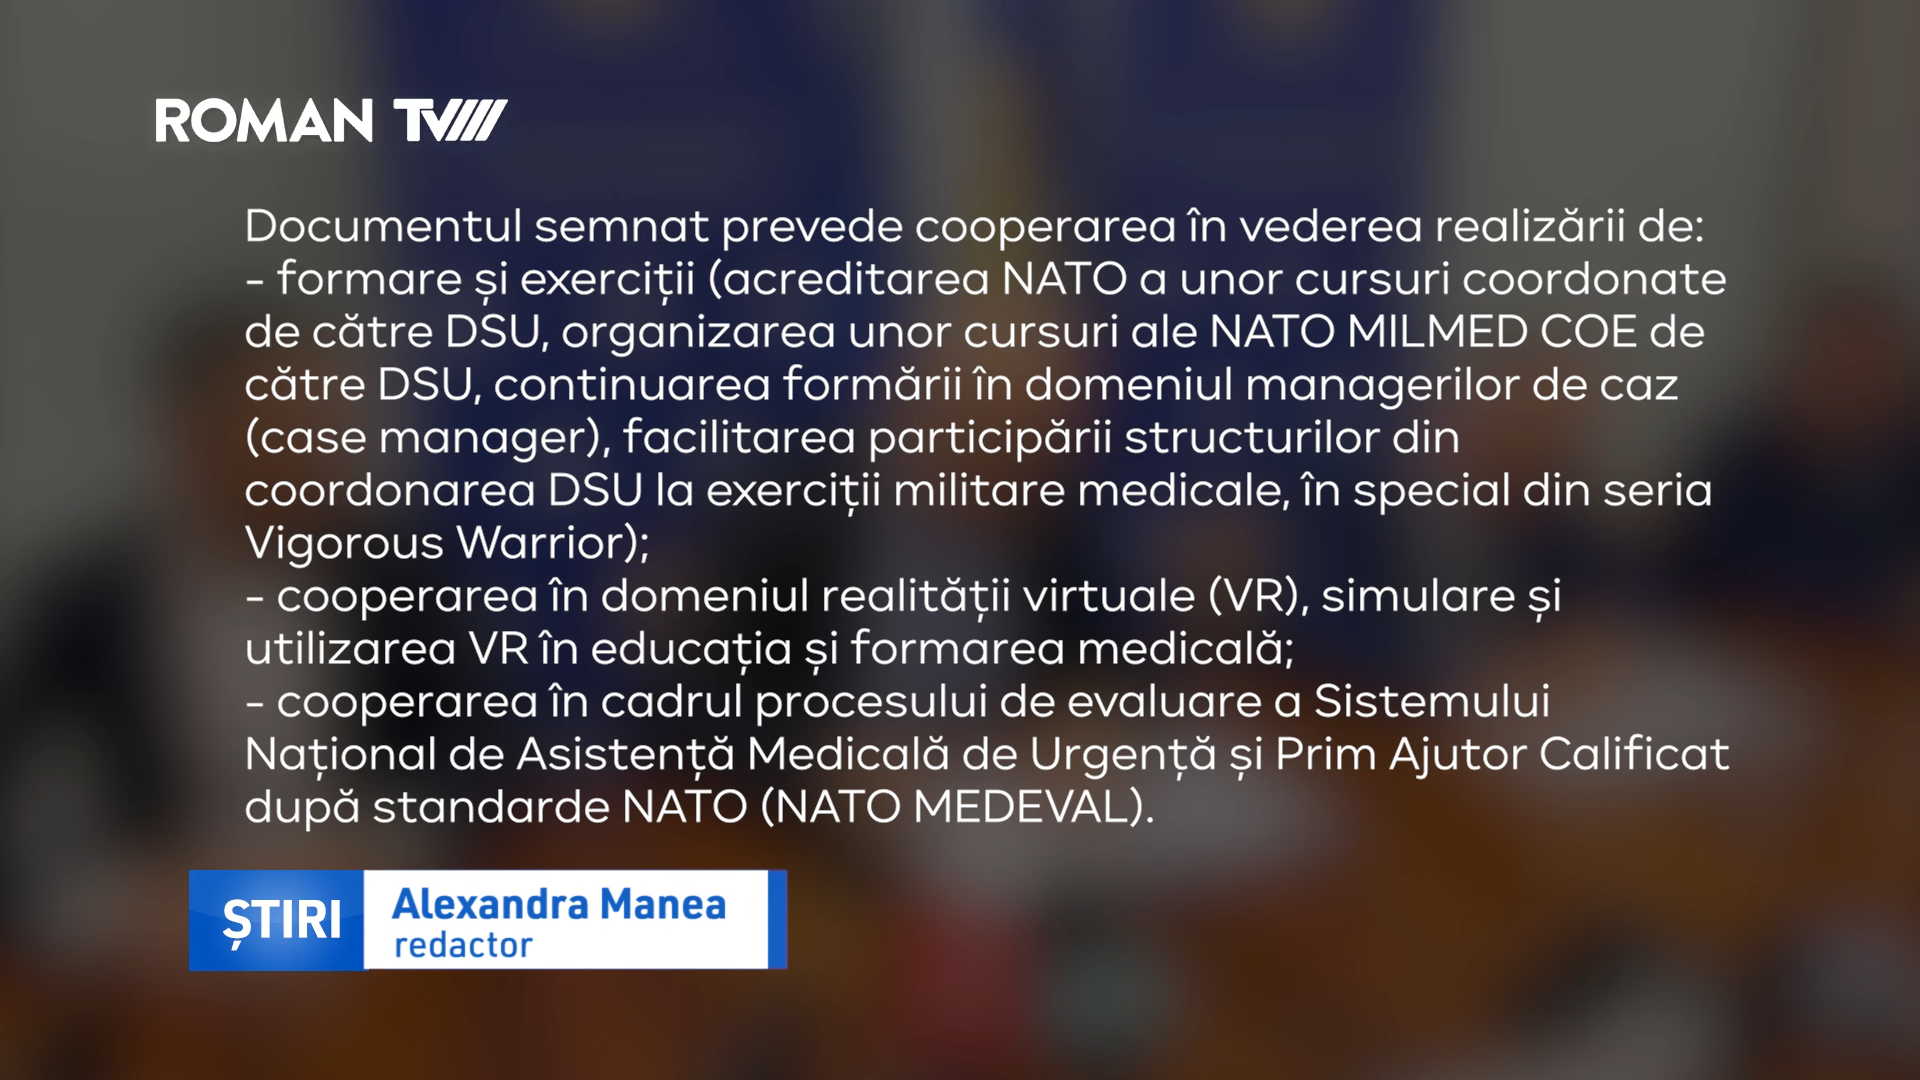 ROMAN TV
Documentul semnat prevede cooperarea în vederea realizării de:
- formare și exerciții (acreditarea NATO a unor cursuri coordonate
de către DSU, organizarea unor cursuri ale NATO MILMED COE de
către DSU, continuarea formării în domeniul managerilor de caz
(case manager), facilitarea participării structurilor din
coordonarea DSU la exerciții militare medicale, în special din seria
Vigorous Warrior);
- cooperarea în domeniul realității virtuale (VR), simulare și
utilizarea VR în educația și formarea medicală;
- cooperarea în cadrul procesului de evaluare a Sistemului
Național de Asistență Medicală de Urgență și Prim Ajutor Calificat
după standarde NATO (NATO MEDEVAL).
ȘTIRI
Alexandra Manea
redactor